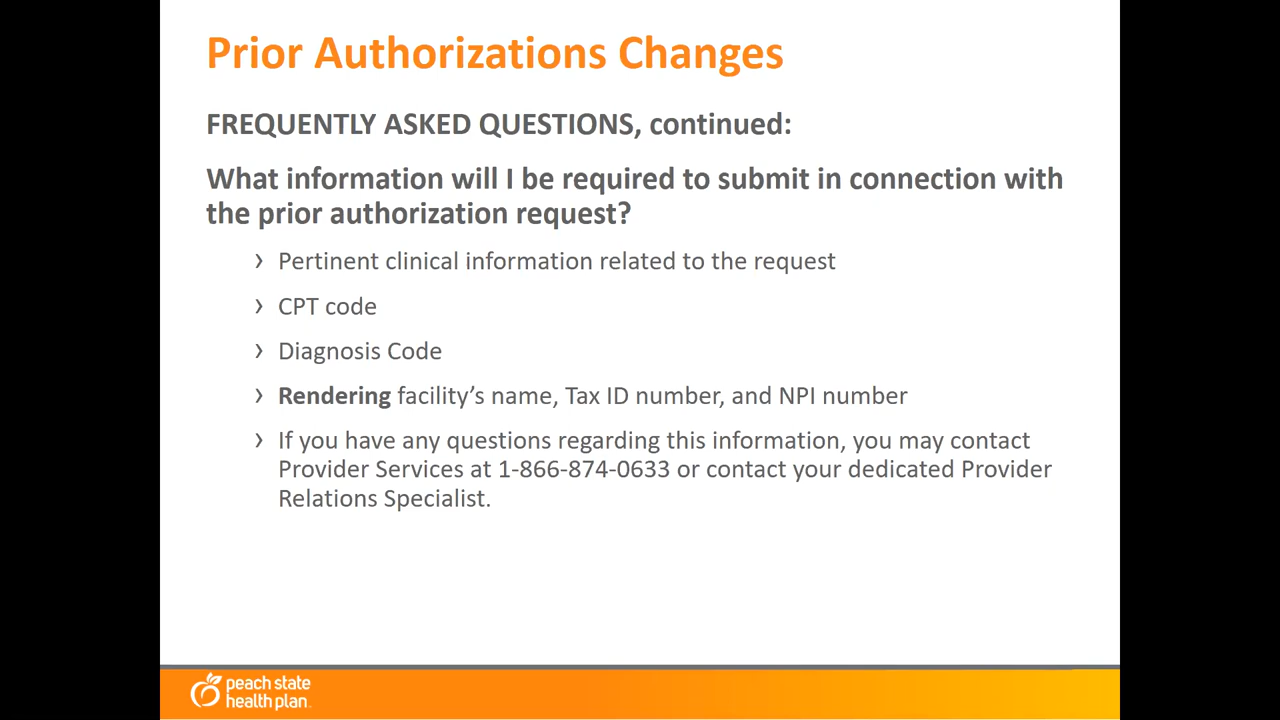 Prior Authorizations Changes
FREQUENTLY ASKED QUESTIONS, continued:
What information will I be required to submit in connection with
the prior authorization request?
› Pertinent clinical information related to the request
› CPT code
› Diagnosis Code
› Rendering facility’s name, Tax ID number, and NPI number
› If you have any questions regarding this information, you may contact
Provider Services at 1-866-874-0633 or contact your dedicated Provider
Relations Specialist.
peach state
health plan.